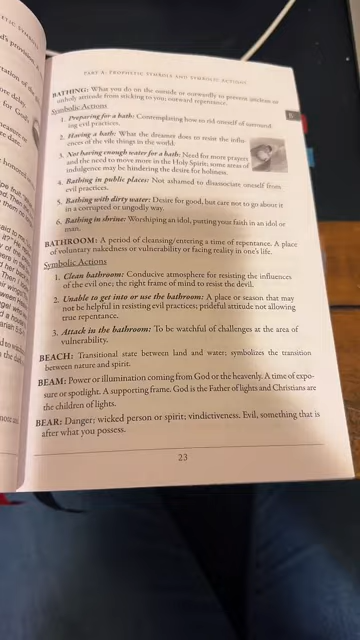 PART A: PROPHETIC SYMBOLS AND SYMBOLIC ACTIONS
BATHING: What you do on the outside or outwardly to prevent
unholy attitude from sticking to you; outward repentance.
Symbolic Actions
1. Preparing for a bath: Contemplating how to rid oneself of surround
ing evil practices.
B
2. Having a bath: What the dreamer does to resist the influ-
ences of the vile things in the world.
3. Not having enough water for a bath: Need for more prayers
and the need to move more in the Holy Spirit; some areas of
indulgence may be hindering the desire for holiness.
4. Bathing in public places: Not ashamed to disassociate oneself from
evil practices.
5. Bathing with dirty water: Desire for good, but care not to go about it
in a corrupted or ungodly way.
6. Bathing in shrine: Worshiping an idol, putting your faith in an idol or
man.
BATHROOM: A period of cleansing/entering a time of repentance. A place
of voluntary nakedness or vulnerability or facing reality in one's life.
Symbolic Actions
1. Clean bathroom: Conducive atmosphere for resisting the influences
of the evil one; the right frame of mind to resist the devil.
2. Unable to get into or use the bathroom: A place or season that may
not be helpful in resisting evil practices; prideful attitude not allowing
true repentance.
3. Attack in the bathroom: To be watchful of challenges at the area of
vulnerability.
BEACH: Transitional state between land and water; symbolizes the transition
between nature and spirit.
BEAM: Power or illumination coming from God or the heavenly. A time of expo-
sure or spotlight. A supporting frame. God is the Father of lights and Christians are
the children of lights.
BEAR: Danger; wicked person or spirit; vindictiveness. Evil, something that is
after what you possess.
23